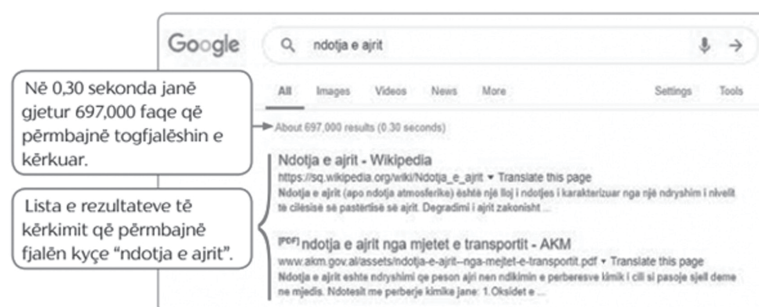 Google
ndotja e ajrit
All Images Videos News More Settings Tools
Në 0,30 sekonda janë
gjetur 697,000 faqe që
përmbajnë togfjalëshin e
kërkuar.
About 697,000 results (0.30 seconds)
Lista e rezultateve të
kërkimit që përmbajnë
fjalën kyçe “ndotja e ajrit”.
Ndotja e ajrit - Wikipedia
https://sq.wikipedia.org/wiki/Ndotja_e_ajrit ▾ Translate this page
Ndotja e ajrit (apo ndotja atmosferike) është një lloj i ndotjes i karakterizuar nga një ndryshim i nivelit
të cilësisë së pastërtisë së ajrit. Degradimi i ajrit zakonisht ...
[PDF] ndotja e ajrit nga mjetet e transportit - AKM
www.akm.gov.al/assets/ndotja-e-ajrit--nga-mejtet-e-transportit.pdf ▾ Translate this page
Ndotja e ajrit eshte ndryshimi qe peson ajri nen ndikimin e perberesve kimik i cili si pasoje sjell deme
ne mjedis. Ndotesit me perberje kimike jane: 1.Oksidet e ...